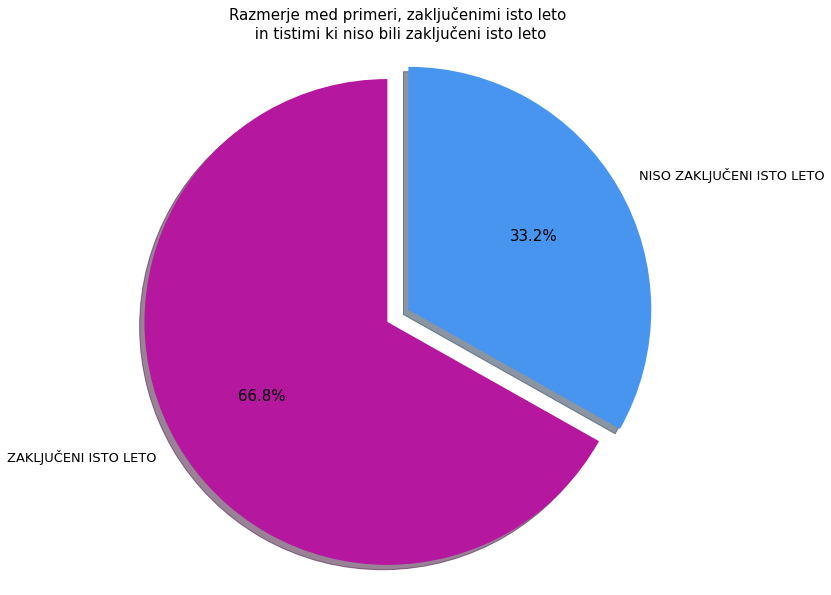 Razmerje med primeri, zaključenimi isto leto
in tistimi ki niso bili zaključeni isto leto
NISO ZAKLJUČENI ISTO LETO
33.2%
66.8%
ZAKLJUČENI ISTO LETO